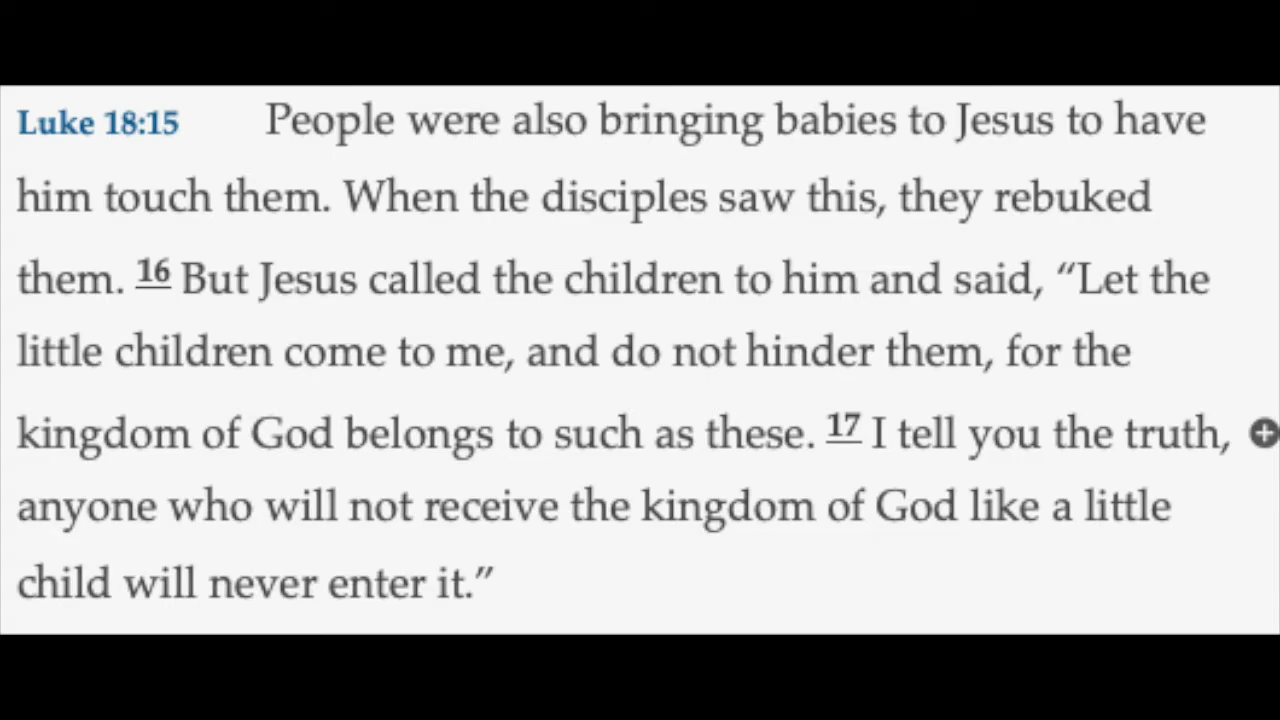 Luke 18:15 People were also bringing babies to Jesus to have
him touch them. When the disciples saw this, they rebuked
them. 16 But Jesus called the children to him and said, “Let the
little children come to me, and do not hinder them, for the
kingdom of God belongs to such as these. 17 I tell you the truth,
anyone who will not receive the kingdom of God like a little
child will never enter it.”